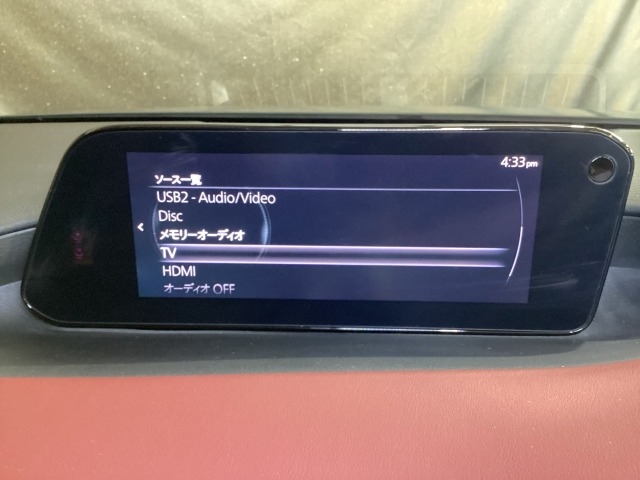 4:33pm
ソース一覧
USB2 - Audio/Video
Disc
メモリーオーディオ
TV
HDMI
オーディオ OFF